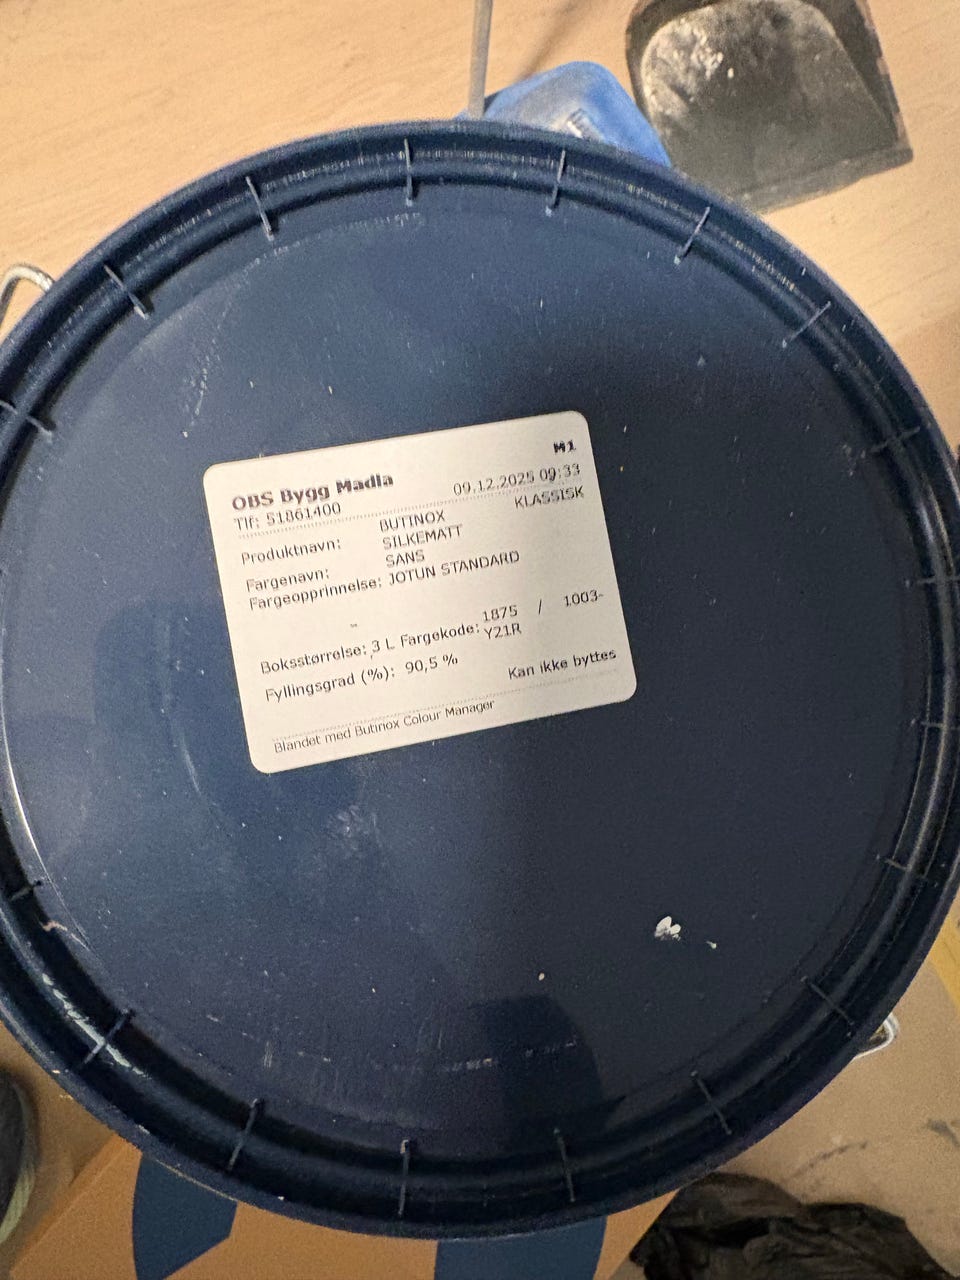 M1
OBS Bygg Madla
09.12.2025 09:33
Tlf: 51861400
KLASSISK
Produktnavn: BUTINOX
SILKEMATT
Fargenavn: SANS
Fargeopprinnelse: JOTUN STANDARD
Boksstørrelse: 3 L Fargekode: 1875 / 1003-
Y21R
Fyllingsgrad (%): 90,5 %
Kan ikke byttes
Blandet med Butinox Colour Manager